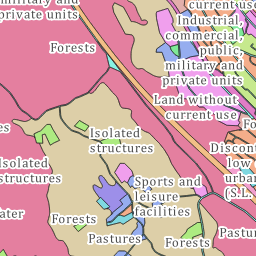 military and
private units
Forests
current use
Industrial,
commercial,
public,
military and
private units
Land without
current use
Isolated
structures
Isolated
structures
Discont
low
urban
(S.L.
Sports and
leisure
facilities
Forests
Pastures
Forests
Pasture